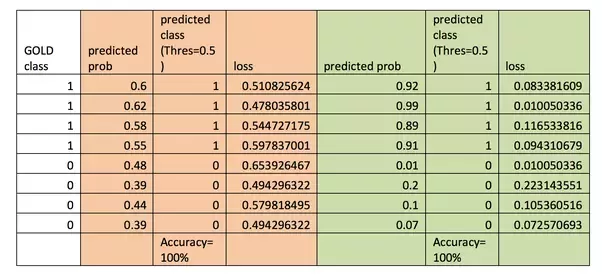 GOLD class predicted prob predicted class (Thres=0.5 ) loss predicted prob predicted class (Thres=0.5 ) loss
1 0.6 1 0.510825624 0.92 1 0.083381609
1 0.62 1 0.478035801 0.99 1 0.010050336
1 0.58 1 0.544727175 0.89 1 0.116533816
1 0.55 1 0.597837001 0.91 1 0.094310679
0 0.48 0 0.653926467 0.01 0 0.010050336
0 0.39 0 0.494296322 0.2 0 0.223143551
0 0.44 0 0.579818495 0.1 0 0.105360516
0 0.39 0 0.494296322 0.07 0 0.072570693
Accuracy= 100% Accuracy= 100%